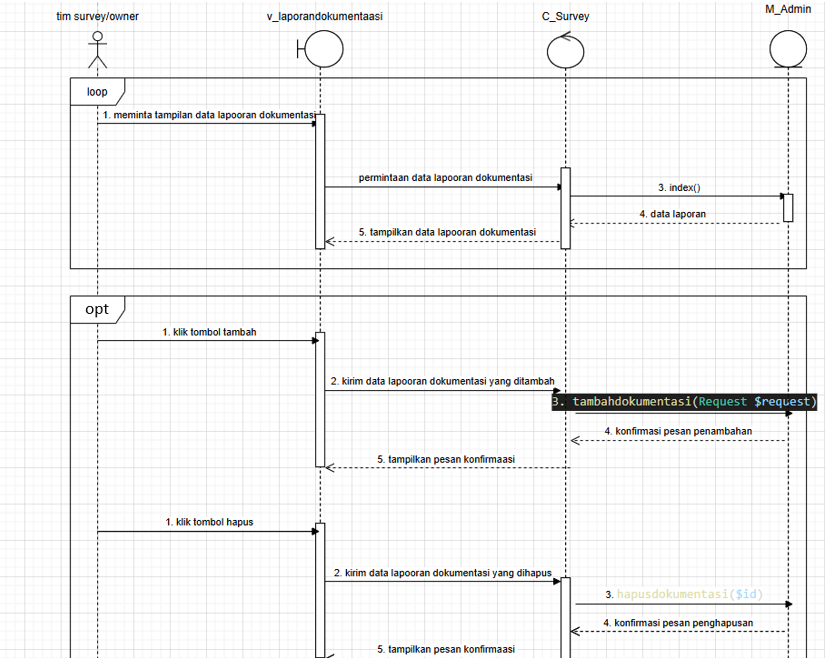 tim survey/owner
v_laporandokumentaasi
C_Survey
M_Admin
loop
1. meminta tampilan data lapooran dokumentasi
permintaan data lapooran dokumentasi
3. index()
4. data laporan
5. tampilkan data lapooran dokumentasi
opt
1. klik tombol tambah
2. kirim data lapooran dokumentasi yang ditambah
3. tambahdokumentasi(Request $request)
4. konfirmasi pesan penambahan
5. tampilkan pesan konfirmaasi
1. klik tombol hapus
2. kirim data lapooran dokumentasi yang dihapus
3. hapusdokumentasi($id)
4. konfirmasi pesan penghapusan
5. tampilkan pesan konfirmaasi